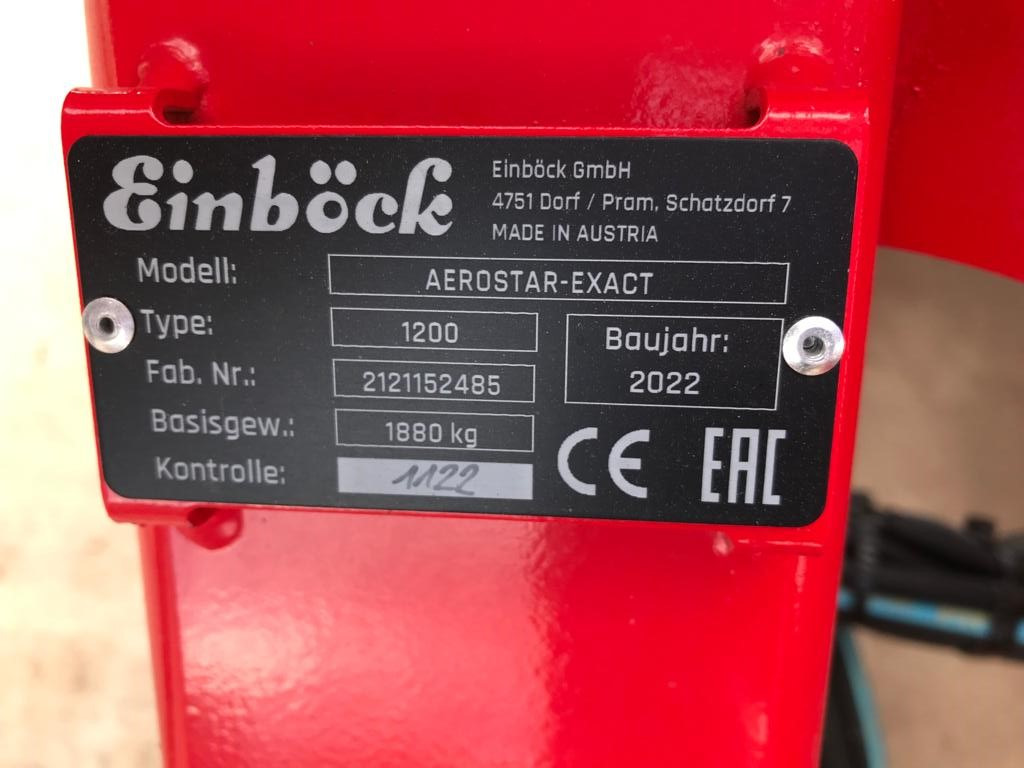 Einböck
Einböck GmbH
4751 Dorf / Pram, Schatzdorf 7
MADE IN AUSTRIA
Modell: AEROSTAR-EXACT
Type: 1200
Baujahr:
2022
Fab. Nr.: 2121152485
Basisgew.: 1880 kg
Kontrolle: 1122
CE EAC